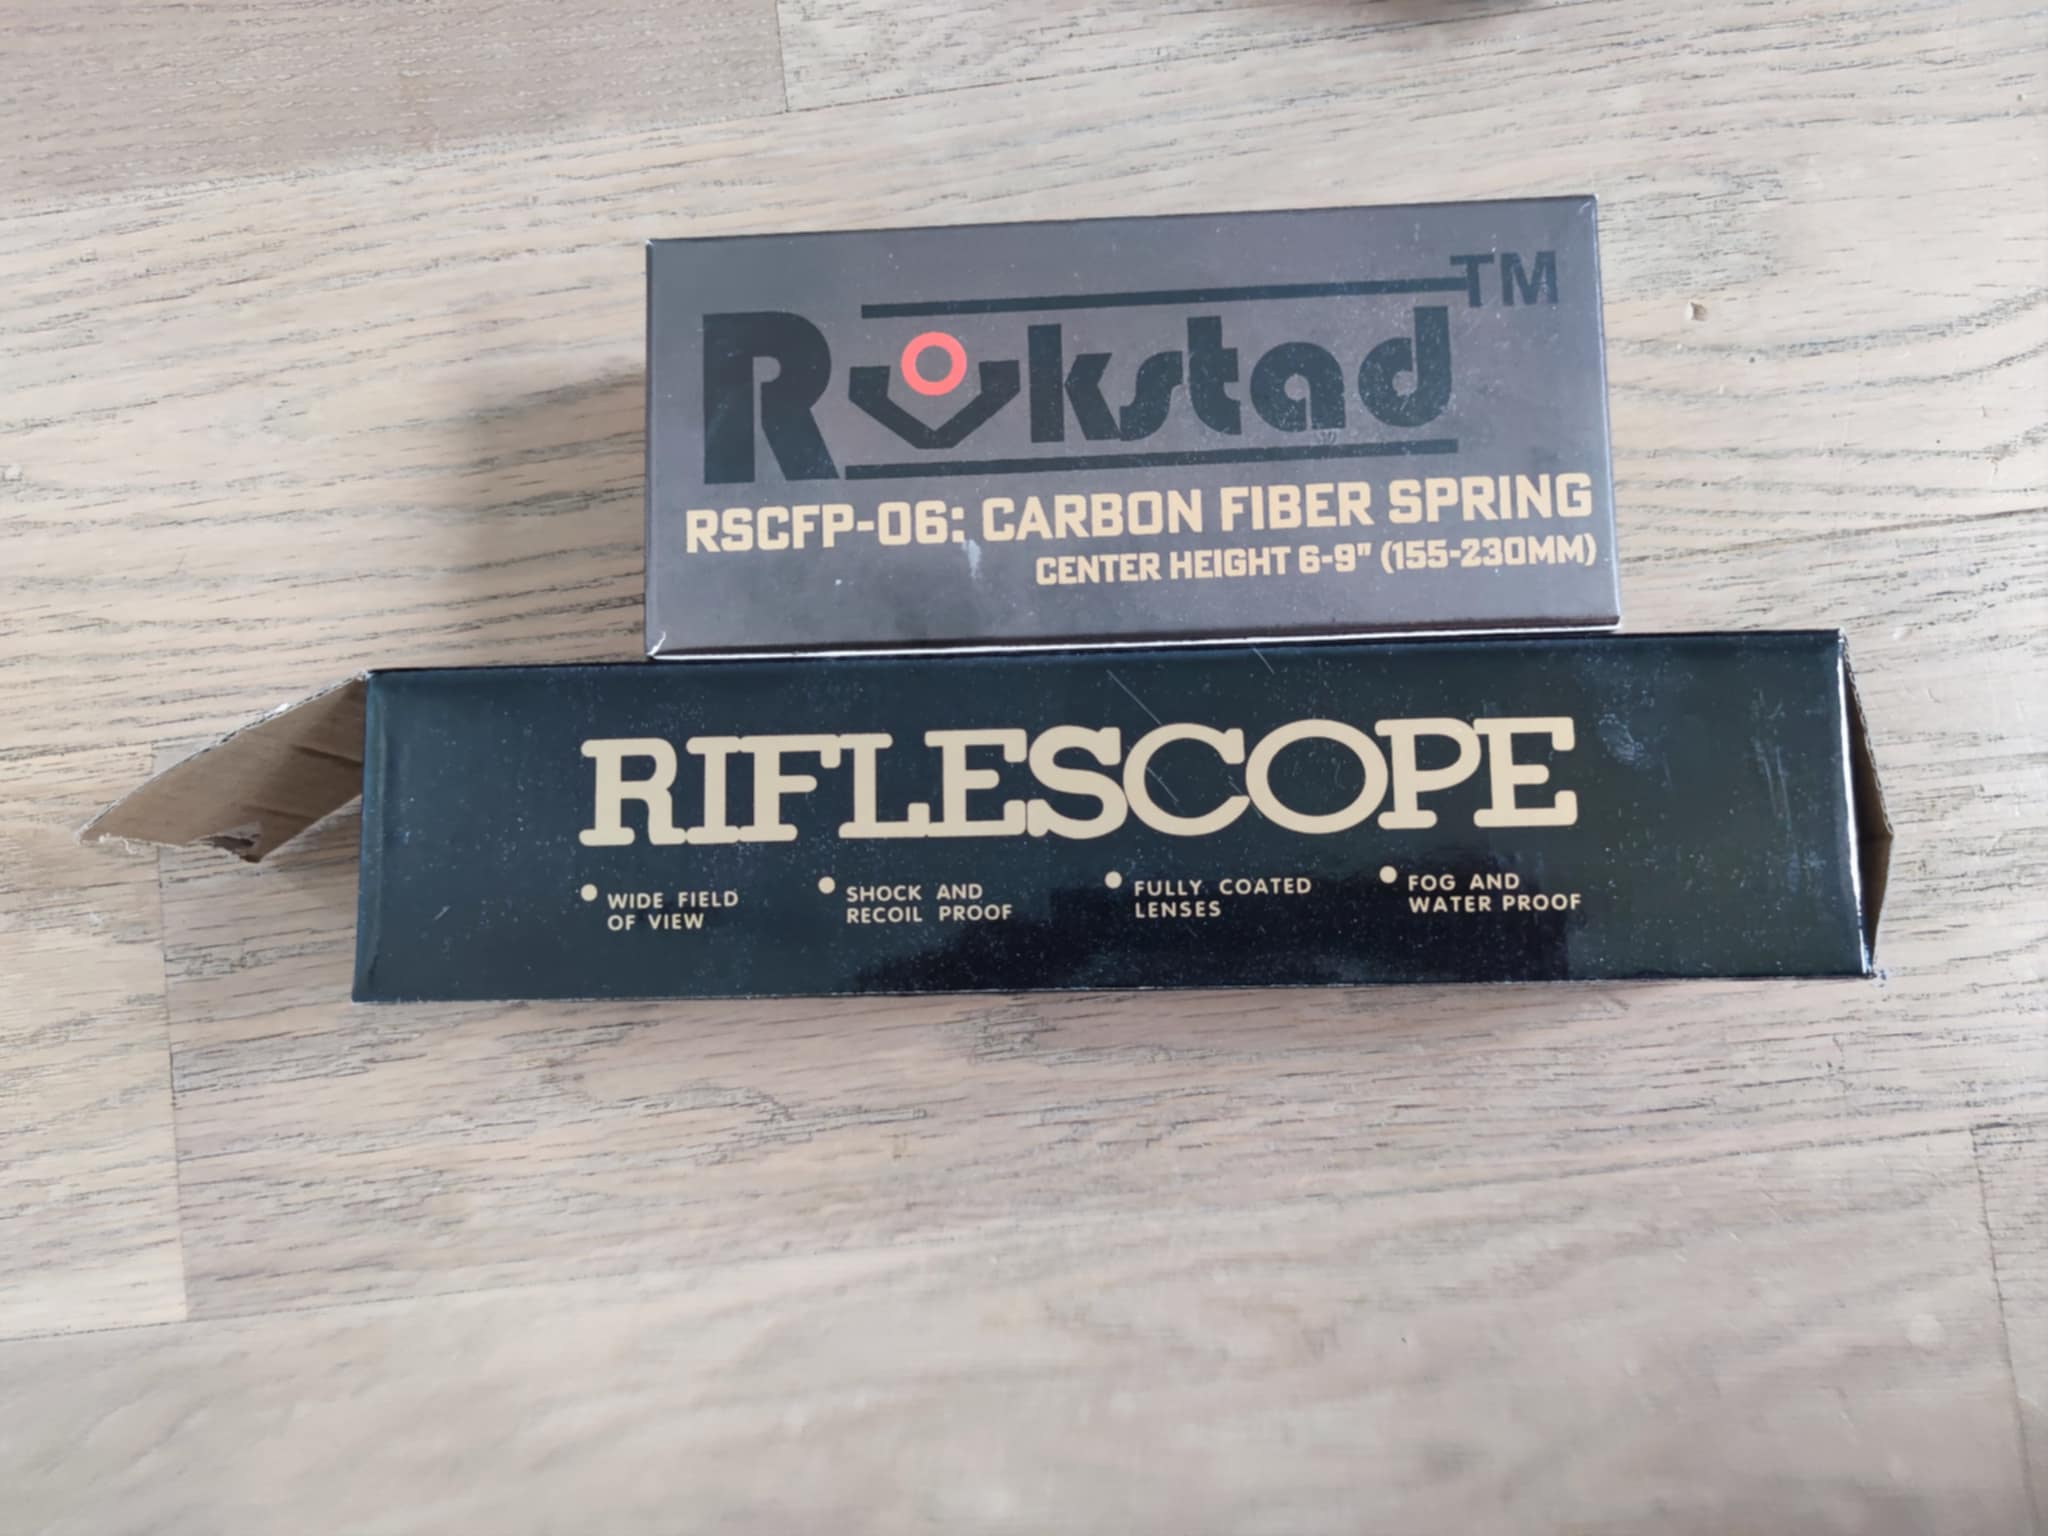 Rokstad™
RSCFP-06: CARBON FIBER SPRING
CENTER HEIGHT 6-9" (155-230MM)
RIFLESCOPE
• WIDE FIELD
OF VIEW
• SHOCK AND
RECOIL PROOF
• FULLY COATED
LENSES
• FOG AND
WATER PROOF